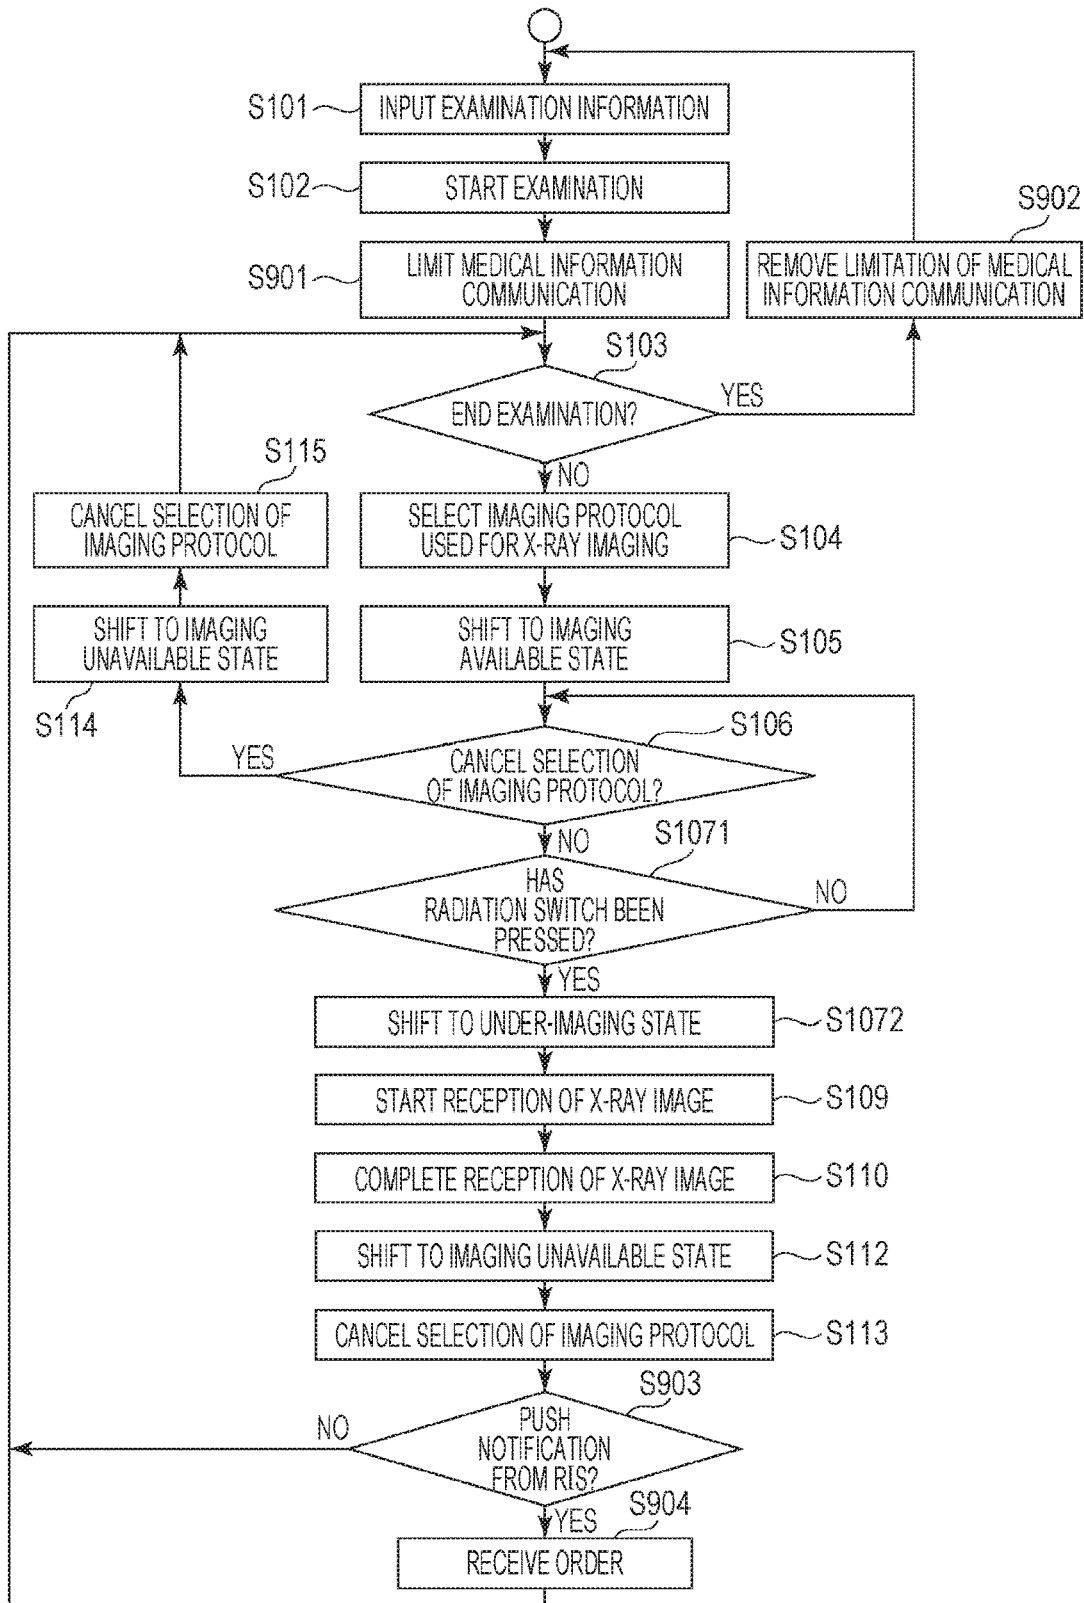 S101
INPUT EXAMINATION INFORMATION
S102
START EXAMINATION
S901
LIMIT MEDICAL INFORMATION
COMMUNICATION
S902
REMOVE LIMITATION OF MEDICAL
INFORMATION COMMUNICATION
S103
END EXAMINATION?
YES
NO
S115
CANCEL SELECTION OF
IMAGING PROTOCOL
SELECT IMAGING PROTOCOL
USED FOR X-RAY IMAGING
S104
SHIFT TO IMAGING
UNAVAILABLE STATE
S114
SHIFT TO IMAGING
AVAILABLE STATE
S105
S106
YES
CANCEL SELECTION
OF IMAGING PROTOCOL?
NO
S1071
HAS
RADIATION SWITCH BEEN
PRESSED?
NO
YES
SHIFT TO UNDER-IMAGING STATE
S1072
START RECEPTION OF X-RAY IMAGE
S109
COMPLETE RECEPTION OF X-RAY IMAGE
S110
SHIFT TO IMAGING UNAVAILABLE STATE
S112
CANCEL SELECTION OF IMAGING PROTOCOL
S113
S903
NO
PUSH
NOTIFICATION
FROM RIS?
YES
S904
RECEIVE ORDER